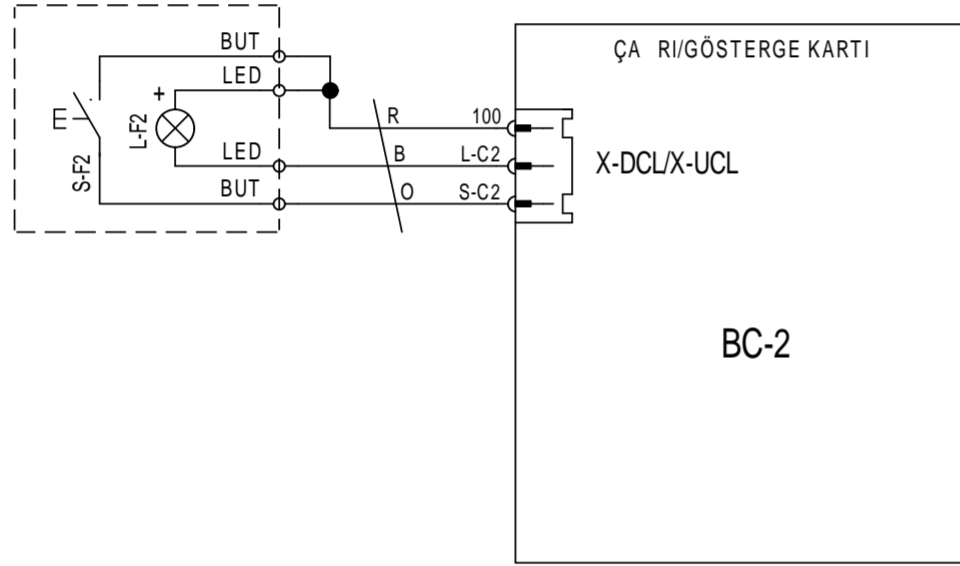 BUT
ÇA RI/GÖSTERGE KARTI
LED
+
L-F2
S-F2
R
100
LED
B
L-C2
X-DCL/X-UCL
BUT
O
S-C2
BC-2